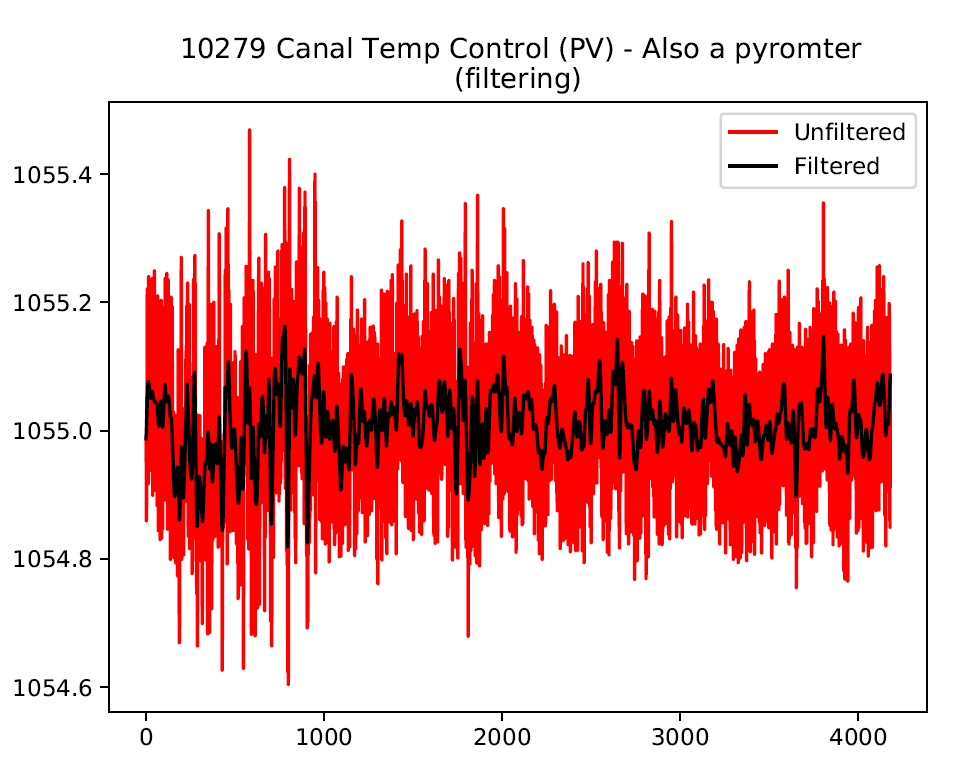 10279 Canal Temp Control (PV) - Also a pyromter
(filtering)
Unfiltered
Filtered
1055.4
1055.2
1055.0
1054.8
1054.6
0 1000 2000 3000 4000